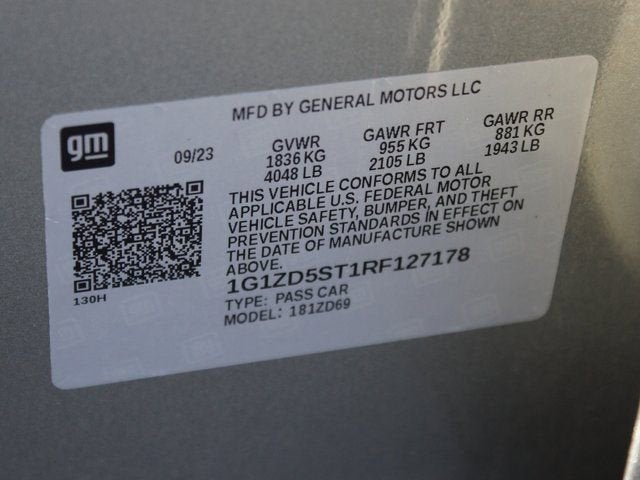 MFD BY GENERAL MOTORS LLC
gm
09/23
GVWR
1836 KG
4048 LB
GAWR FRT
955 KG
2105 LB
GAWR RR
881 KG
1943 LB
THIS VEHICLE CONFORMS TO ALL
APPLICABLE U.S. FEDERAL MOTOR
VEHICLE SAFETY, BUMPER, AND THEFT
PREVENTION STANDARDS IN EFFECT ON
THE DATE OF MANUFACTURE SHOWN
ABOVE.
1G1ZD5ST1RF127178
TYPE: PASS CAR
MODEL: 181ZD69
130H